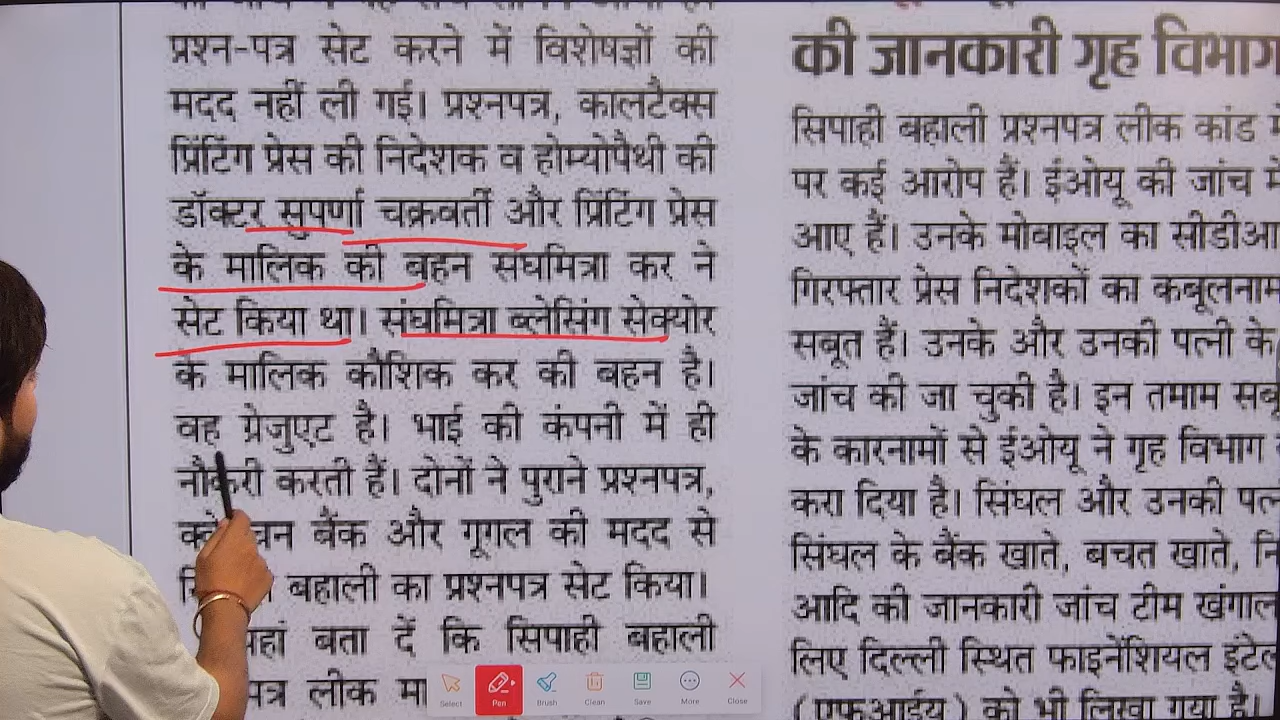 प्रश्न-पत्र सेट करने में विशेषज्ञों की
मदद नहीं ली गई। प्रश्नपत्र, कालटैक्स
प्रिंटिंग प्रेस की निदेशक व होम्योपैथी की
डॉक्टर सुपर्णा चक्रवर्ती और प्रिंटिंग प्रेस
के मालिक की बहन संघमित्रा कर ने
सेट किया था। संघमित्रा ब्लेसिंग सेक्योर
के मालिक कौशिक कर की बहन है।
वह ग्रेजुएट है। भाई की कंपनी में ही
नौकरी करती हैं। दोनों ने पुराने प्रश्नपत्र,
बैंक और गूगल की मदद से
बहाली का प्रश्नपत्र सेट किया।
बता दें कि सिपाही बहाली
लीक
की जानकारी गृह विभाग
सिपाही बहाली प्रश्नपत्र लीक कांड
पर कई आरोप हैं। ईओयू की जांच में
आए हैं। उनके मोबाइल का सीडीआ
गिरफ्तार प्रेस निदेशकों का कबूलनाम
सबूत हैं। उनके और उनकी पत्नी के
जांच की जा चुकी है। इन तमाम सबू
के कारनामों से ईओयू ने गृह विभाग
करा दिया है। सिंघल और उनकी पत्
सिंघल के बैंक खाते, बचत खाते, नि
आदि की जानकारी जांच टीम खंगाल
लिए दिल्ली स्थित फाइनेंशियल इंटेल
(एफआईयू) को भी लिखा गया है।
Select Pen Brush Clean Save More Close